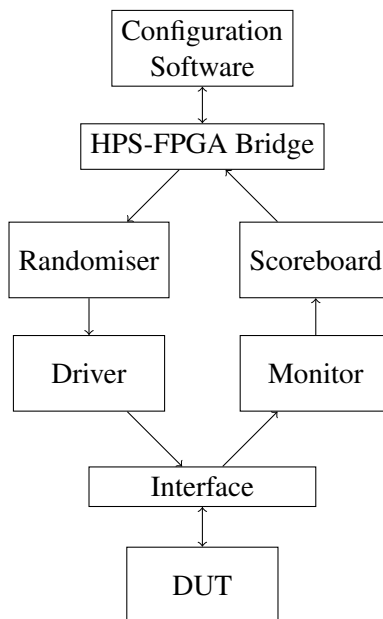 Configuration
Software
HPS-FPGA Bridge
Randomiser
Scoreboard
Driver
Monitor
Interface
DUT